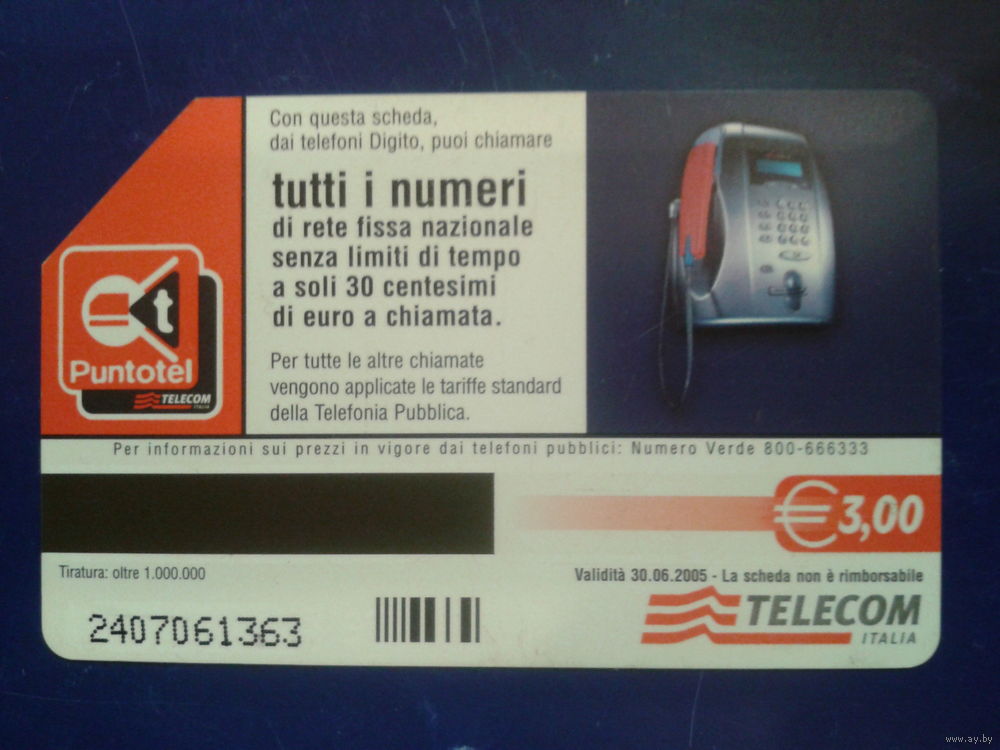 Con questa scheda,
dai telefoni Digito, puoi chiamare
tutti i numeri
di rete fissa nazionale
senza limiti di tempo
a soli 30 centesimi
di euro a chiamata.
Per tutte le altre chiamate
vengono applicate le tariffe standard
della Telefonia Pubblica.
t
Puntotel
TELECOM
ITALIA
Per informazioni sui prezzi in vigore dai telefoni pubblici: Numero Verde 800-666333
€ 3,00
Tiratura: oltre 1.000.000
Validità 30.06.2005 - La scheda non è rimborsabile
2407061363
TELECOM
ITALIA
www.ay.by